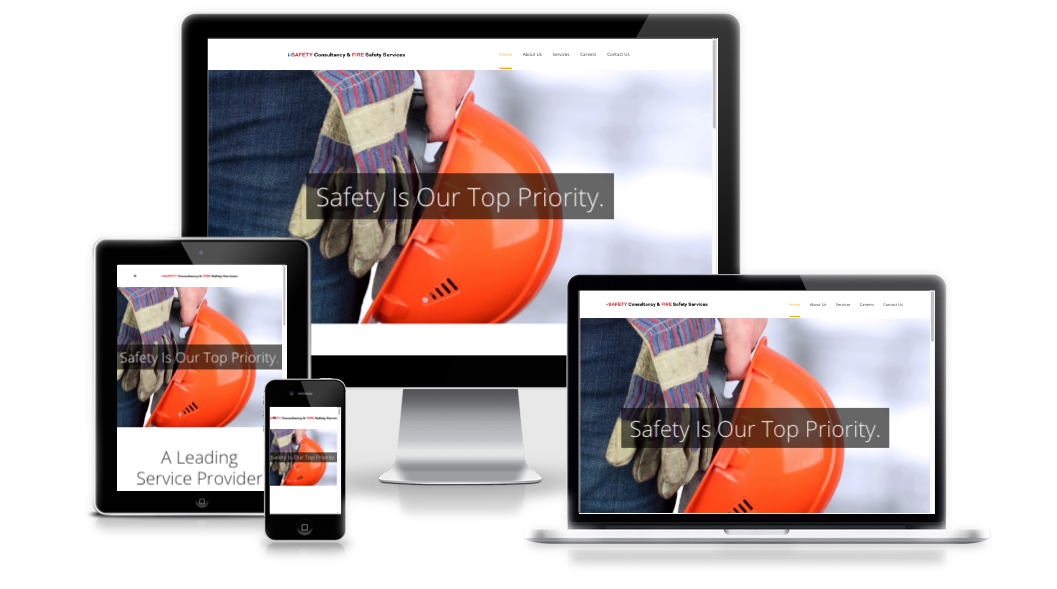 i-SAFETY Consultancy & FIRE Safety Services
Home About Us Services Careers Contact Us
Safety Is Our Top Priority.
i-SAFETY Consultancy & FIRE Safety Services
Safety Is Our Top Priority.
A Leading
Service Provider
SAFETY Consultancy & FIRE Safety Service
Safety Is Our Top Priority.
i-SAFETY Consultancy & FIRE Safety Services
Home About Us Services Careers Contact Us
Safety Is Our Top Priority.